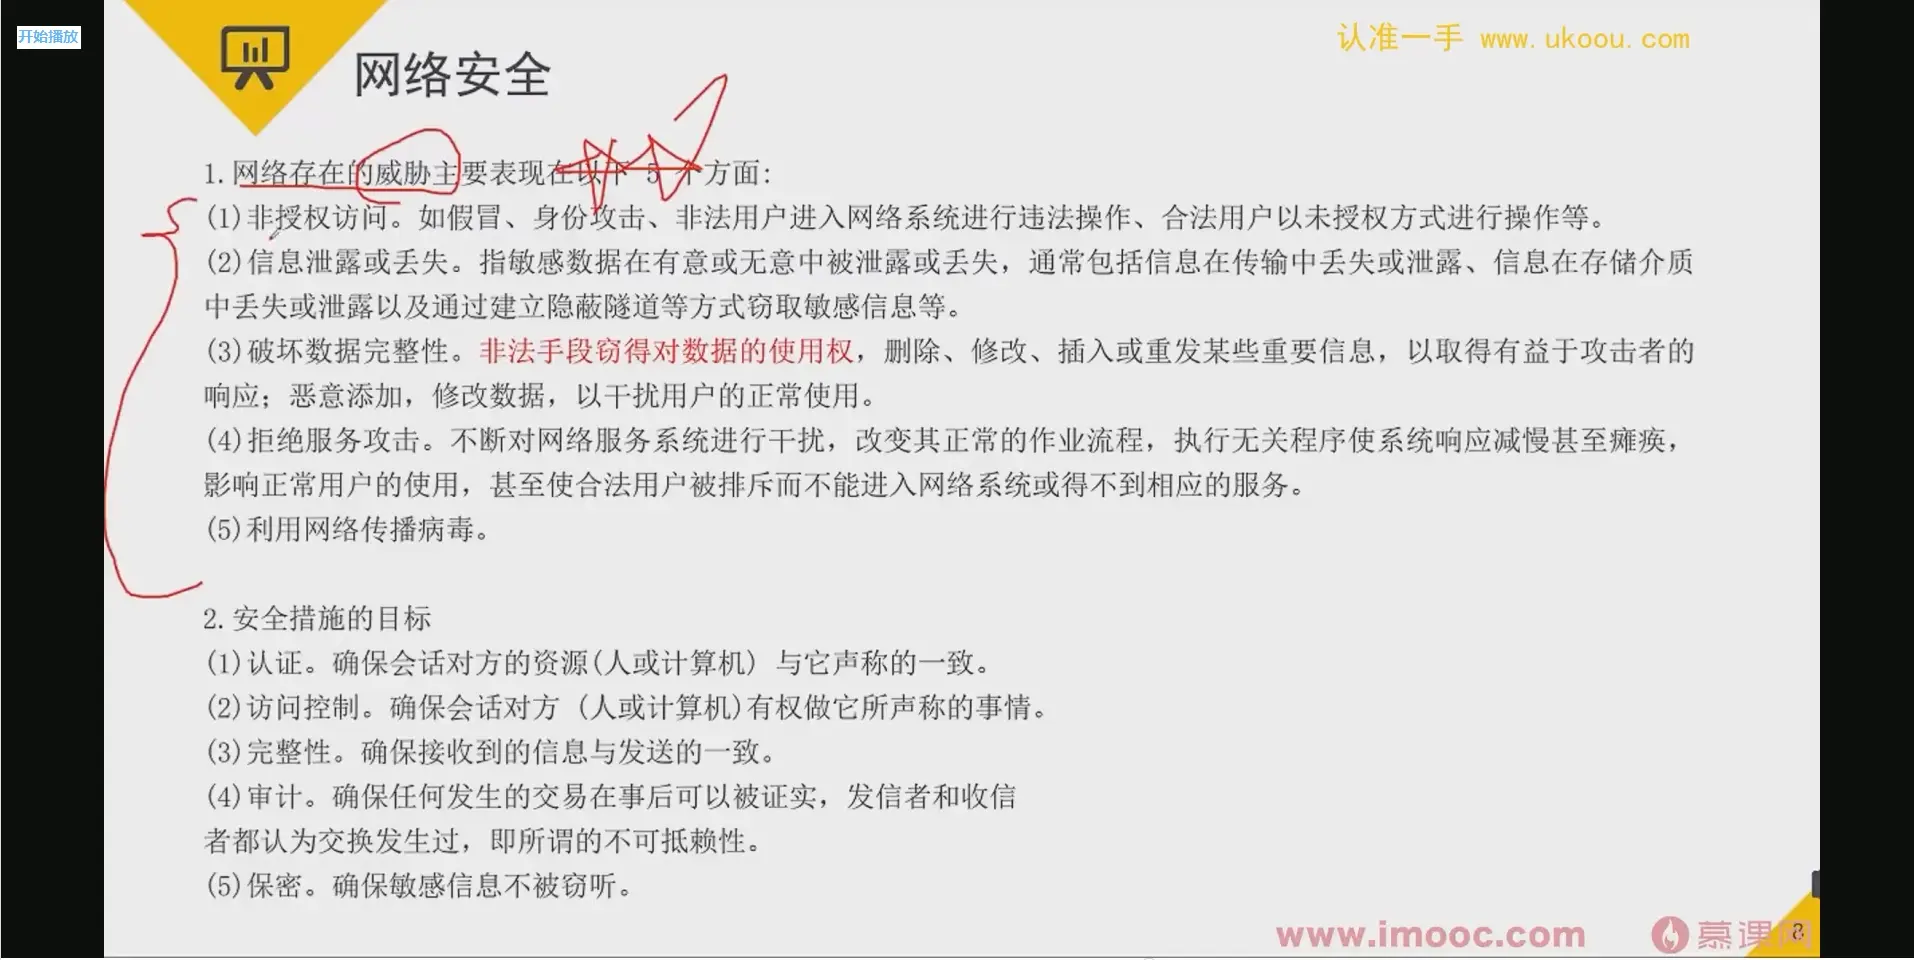 开始播放
认准一手 www.ukoou.com
网络安全
1.网络存在的威胁主要表现在以下 5 个方面:
(1)非授权访问。如假冒、身份攻击、非法用户进入网络系统进行违法操作、合法用户以未授权方式进行操作等。
(2)信息泄露或丢失。指敏感数据在有意或无意中被泄露或丢失，通常包括信息在传输中丢失或泄露、信息在存储介质
中丢失或泄露以及通过建立隐蔽隧道等方式窃取敏感信息等。
(3)破坏数据完整性。非法手段窃得对数据的使用权，删除、修改、插入或重发某些重要信息，以取得有益于攻击者的
响应；恶意添加，修改数据，以干扰用户的正常使用。
(4)拒绝服务攻击。不断对网络服务系统进行干扰，改变其正常的作业流程，执行无关程序使系统响应减慢甚至瘫痪，
影响正常用户的使用，甚至使合法用户被排斥而不能进入网络系统或得不到相应的服务。
(5)利用网络传播病毒。
2.安全措施的目标
(1)认证。确保会话对方的资源(人或计算机) 与它声称的一致。
(2)访问控制。确保会话对方 (人或计算机)有权做它所声称的事情。
(3)完整性。确保接收到的信息与发送的一致。
(4)审计。确保任何发生的交易在事后可以被证实，发信者和收信
者都认为交换发生过，即所谓的不可抵赖性。
(5)保密。确保敏感信息不被窃听。
www.imooc.com 慕课网
8